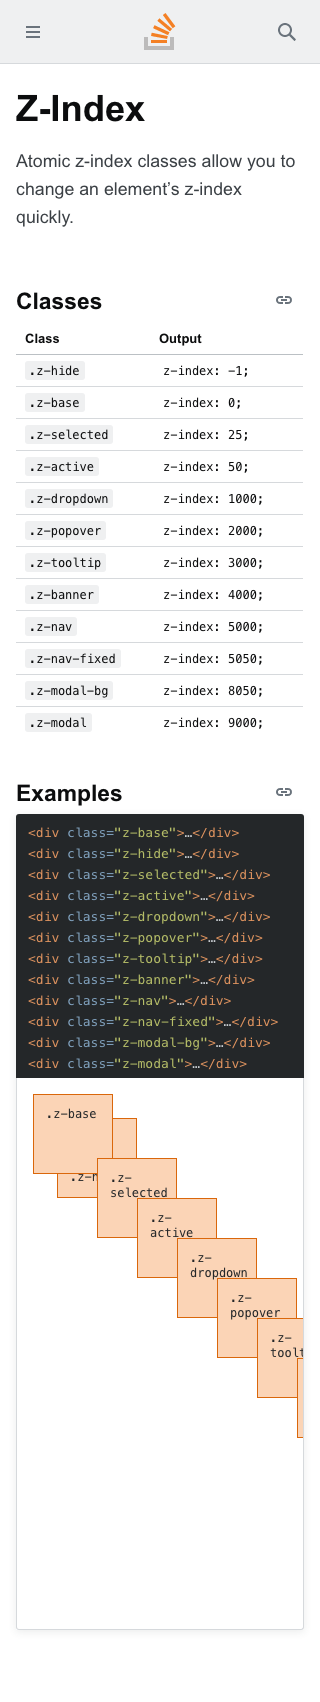 Z-Index
Atomic z-index classes allow you to
change an element’s z-index
quickly.
Classes
Class Output
.z-hide z-index: -1;
.z-base z-index: 0;
.z-selected z-index: 25;
.z-active z-index: 50;
.z-dropdown z-index: 1000;
.z-popover z-index: 2000;
.z-tooltip z-index: 3000;
.z-banner z-index: 4000;
.z-nav z-index: 5000;
.z-nav-fixed z-index: 5050;
.z-modal-bg z-index: 8050;
.z-modal z-index: 9000;
Examples
<div class="z-base">…</div>
<div class="z-hide">…</div>
<div class="z-selected">…</div>
<div class="z-active">…</div>
<div class="z-dropdown">…</div>
<div class="z-popover">…</div>
<div class="z-tooltip">…</div>
<div class="z-banner">…</div>
<div class="z-nav">…</div>
<div class="z-nav-fixed">…</div>
<div class="z-modal-bg">…</div>
<div class="z-modal">…</div>
.z-base
.z-
selected
.z-
active
.z-
dropdown
.z-
popover
.z-